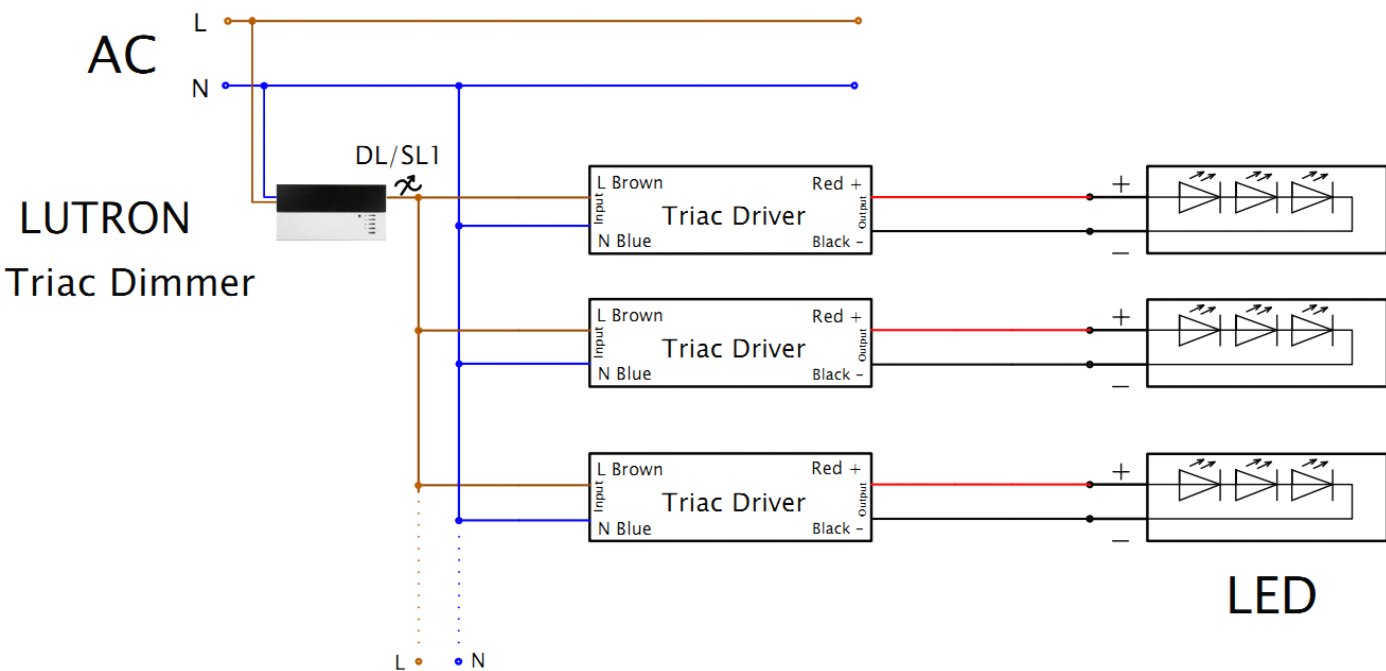 L
AC
N
DL/SL1
LUTRON
Triac Dimmer
L Brown
Red +
Input
Triac Driver
Output
N Blue
Black –
+
–
L Brown
Red +
Input
Triac Driver
Output
N Blue
Black –
+
–
L Brown
Red +
Input
Triac Driver
Output
N Blue
Black –
+
–
LED
L
N